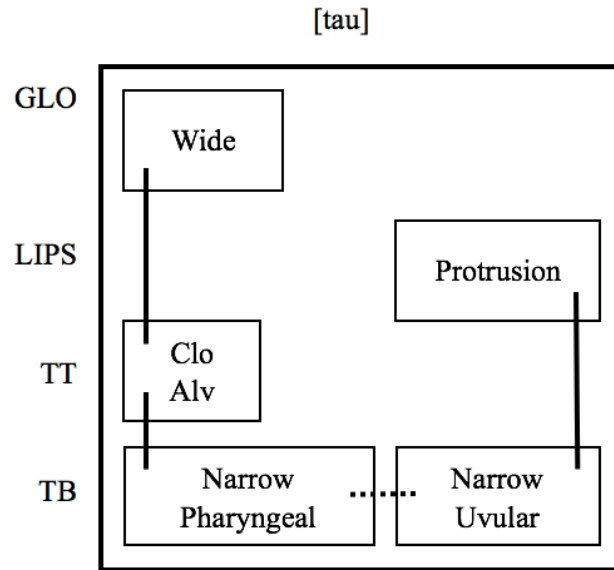 [tau]
GLO
Wide
LIPS
Protrusion
TT
Clo
Alv
TB
Narrow
Pharyngeal
Narrow
Uvular